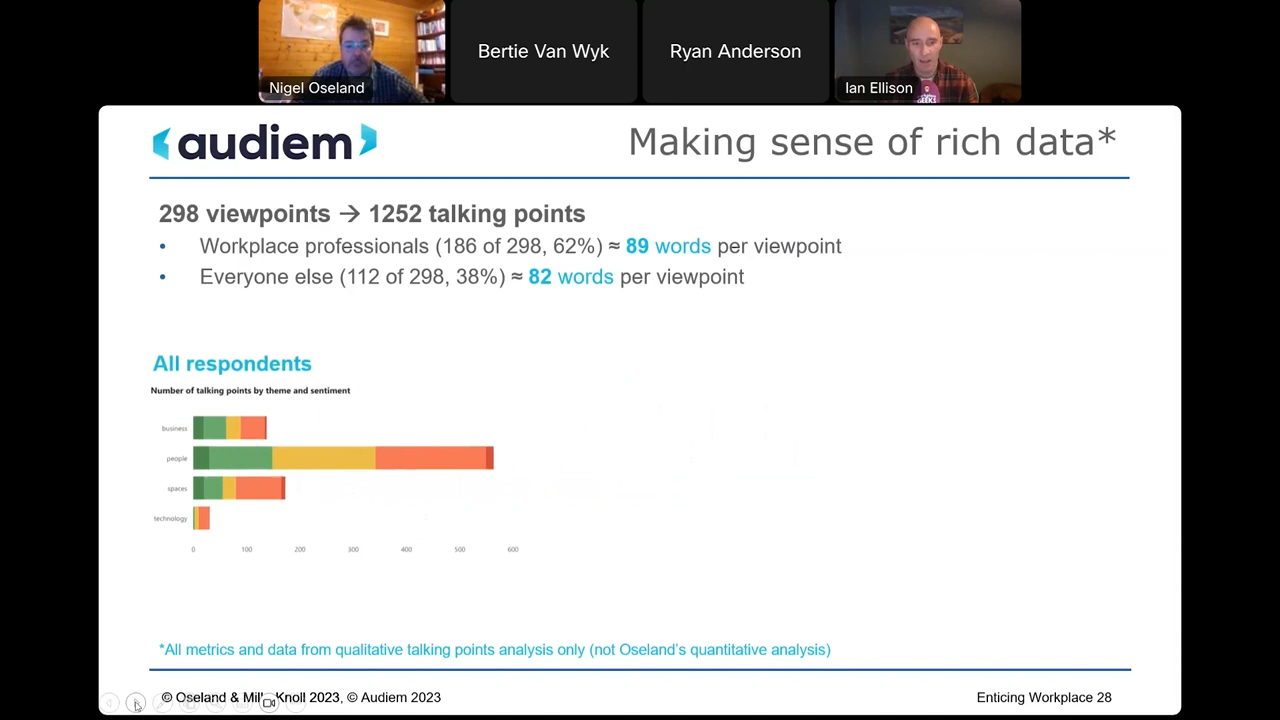 Nigel Oseland
Bertie Van Wyk
Ryan Anderson
Ian Ellison
audiem
Making sense of rich data*
298 viewpoints → 1252 talking points
• Workplace professionals (186 of 298, 62%) ≈ 89 words per viewpoint
• Everyone else (112 of 298, 38%) ≈ 82 words per viewpoint
All respondents
Number of talking points by theme and sentiment
business
people
spaces
technology
0 100 200 300 400 500 600
*All metrics and data from qualitative talking points analysis only (not Oseland's quantitative analysis)
© Oseland & Mill Knoll 2023, © Audiem 2023
Enticing Workplace 28